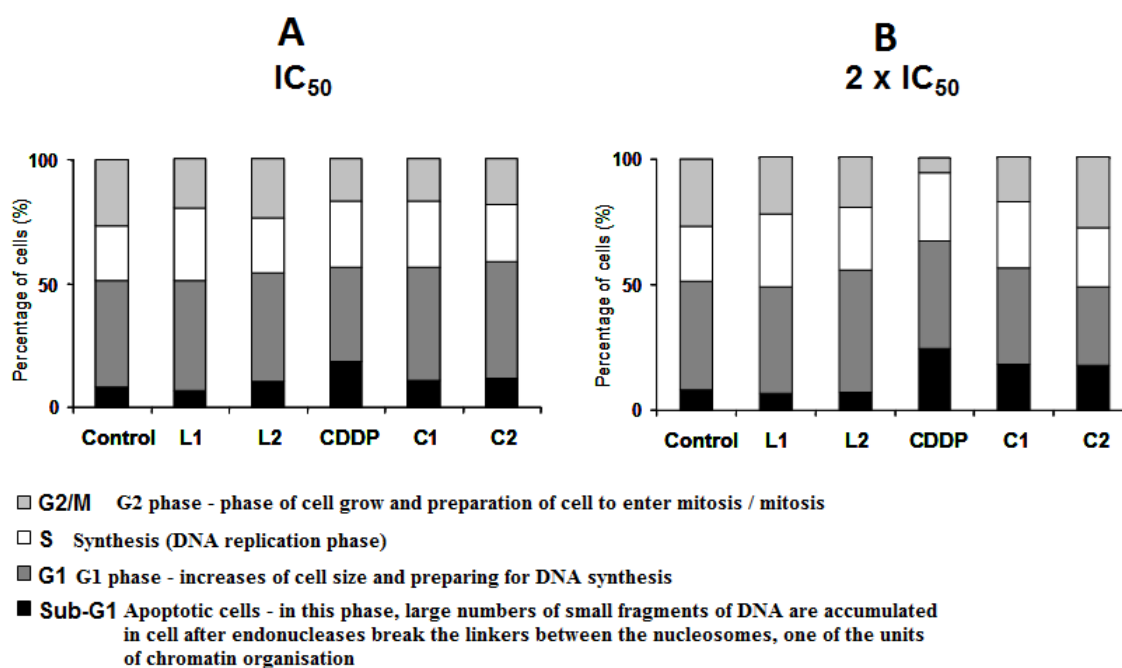 A
IC50
B
2 x IC50
Percentage of cells (%)
100
50
0
Control L1 L2 CDDP C1 C2
Percentage of cells (%)
100
50
0
Control L1 L2 CDDP C1 C2
G2/M G2 phase - phase of cell grow and preparation of cell to enter mitosis / mitosis
S Synthesis (DNA replication phase)
G1 G1 phase - increases of cell size and preparing for DNA synthesis
Sub-G1 Apoptotic cells - in this phase, large numbers of small fragments of DNA are accumulated
in cell after endonucleases break the linkers between the nucleosomes, one of the units
of chromatin organisation